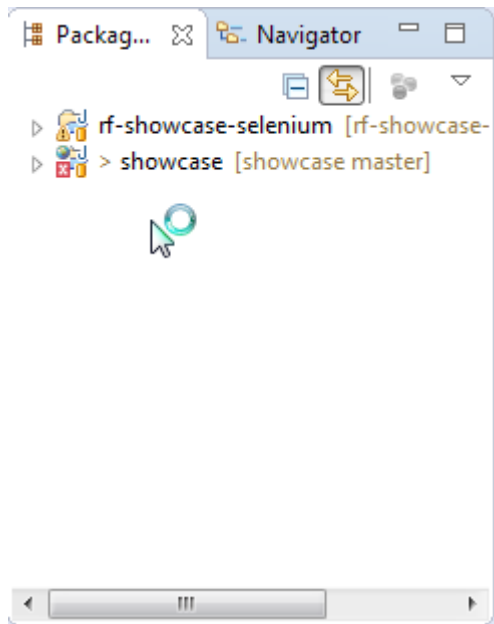 Packag... Navigator
rf-showcase-selenium [rf-showcase-
> showcase [showcase master]